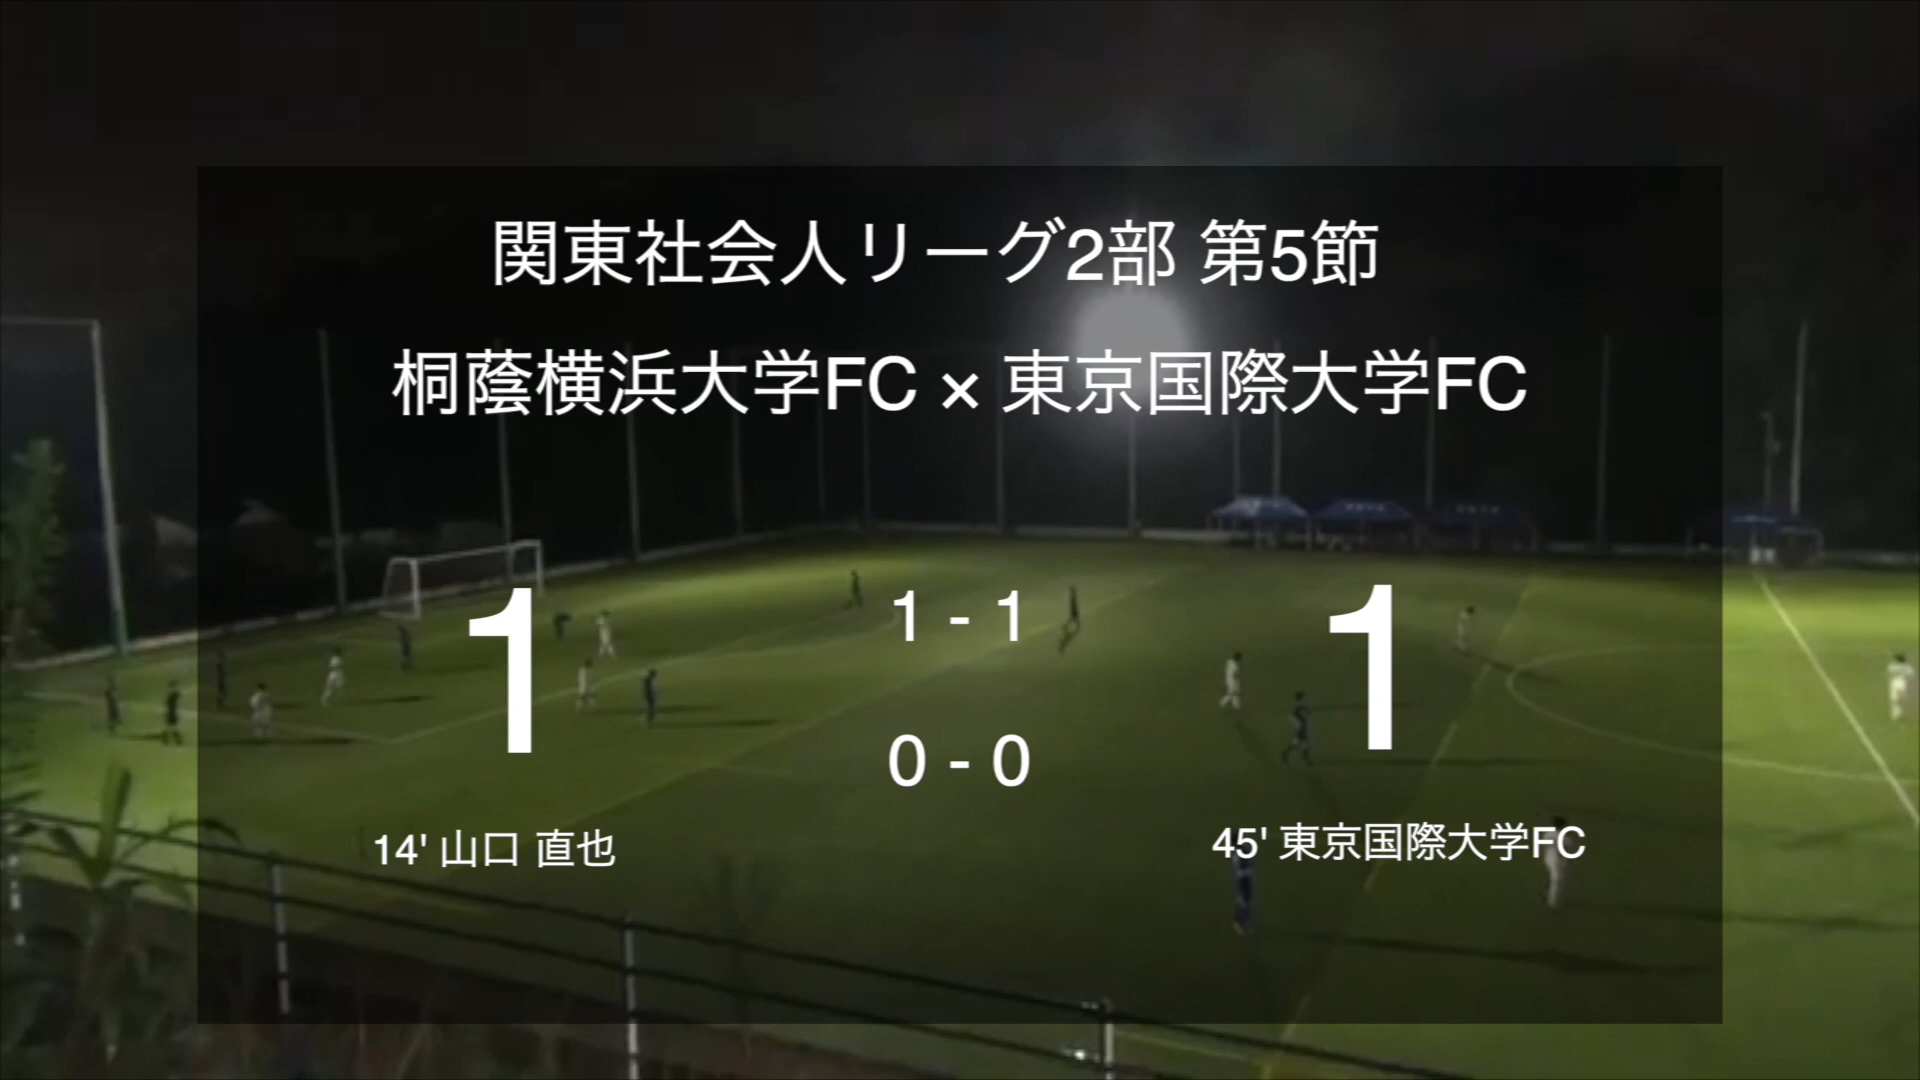 関東社会人リーグ2部 第5節
桐蔭横浜大学FC × 東京国際大学FC
1
1 - 1
1
0 - 0
14' 山口 直也
45' 東京国際大学FC